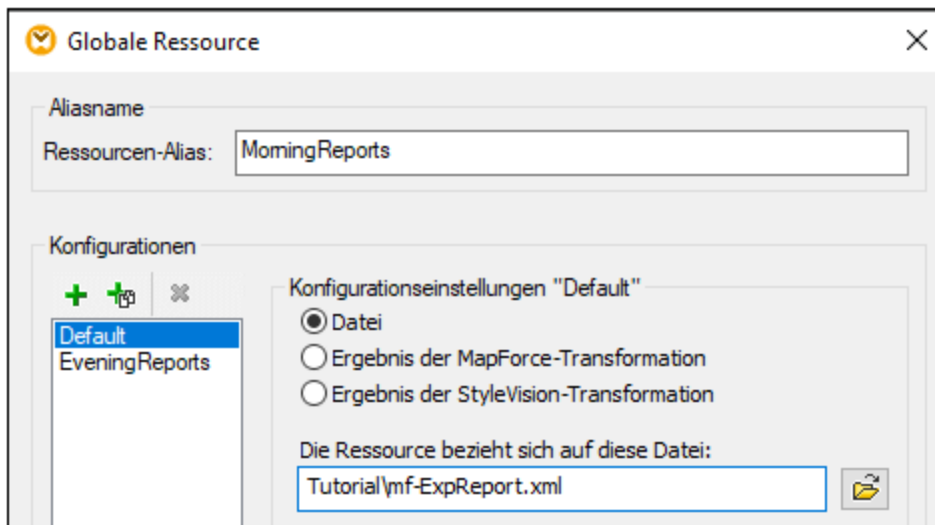 Globale Ressource
Aliasname
Ressourcen-Alias: MorningReports
Konfigurationen
Konfigurationseinstellungen "Default"
Default
Datei
EveningReports
Ergebnis der MapForce-Transformation
Ergebnis der StyleVision-Transformation
Die Ressource bezieht sich auf diese Datei:
Tutorial\mf-ExpReport.xml